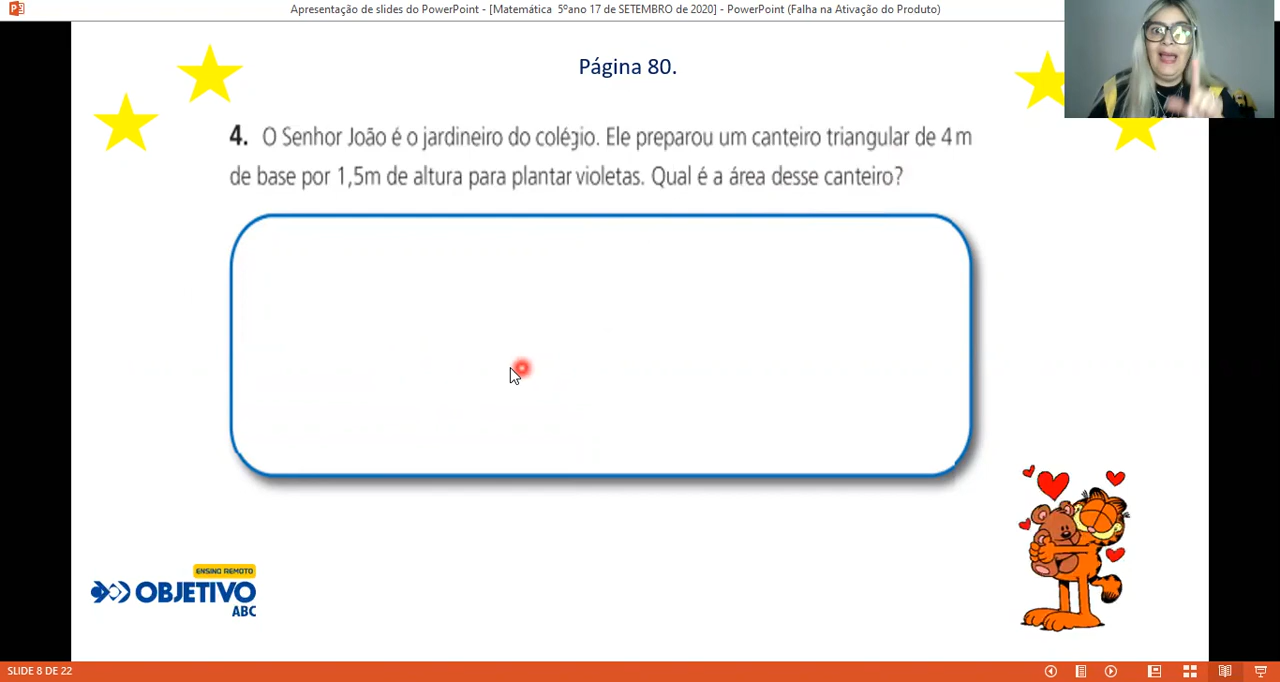 Apresentação de slides do PowerPoint - [Matemática 5ºano 17 de SETEMBRO de 2020] - PowerPoint (Falha na Ativação do Produto)
Página 80.
4. O Senhor João é o jardineiro do colégio. Ele preparou um canteiro triangular de 4 m
de base por 1,5m de altura para plantar violetas. Qual é a área desse canteiro?
ENSINO REMOTO
OBJETIVO
ABC
SLIDE 8 DE 22